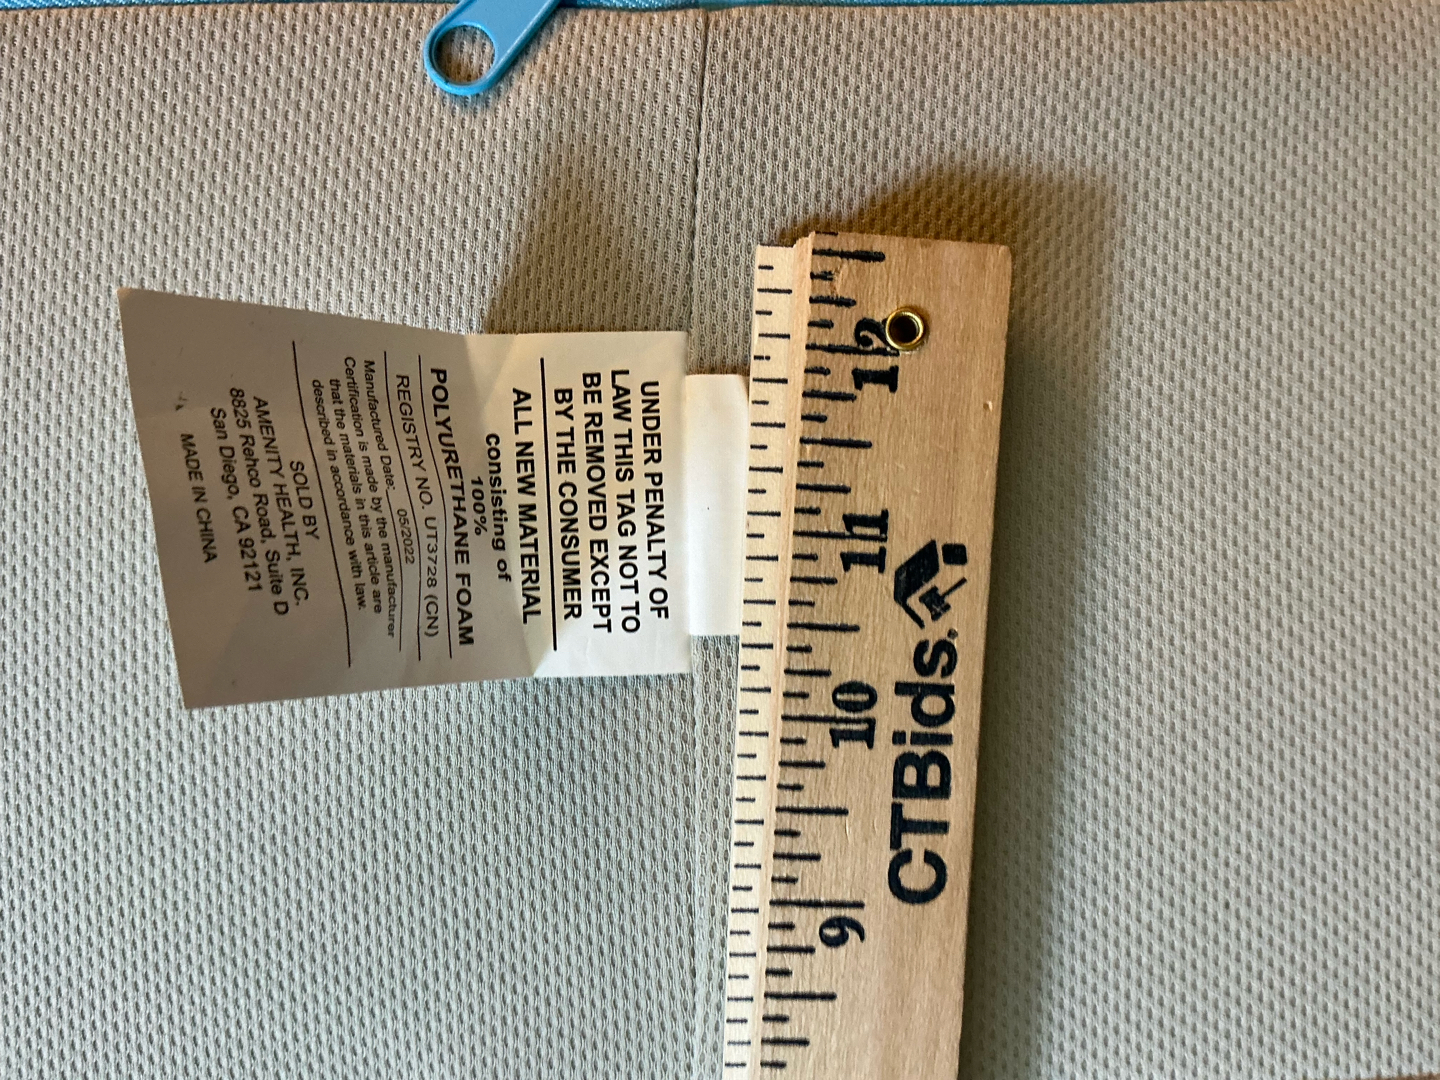 UNDER PENALTY OF
LAW THIS TAG NOT TO
BE REMOVED EXCEPT
BY THE CONSUMER
ALL NEW MATERIAL
consisting of
100%
POLYURETHANE FOAM
REGISTRY NO. UT3728 (CN)
Manufactured Date: 05/2022
Certification is made by the manufacturer
that the materials in this article are
described in accordance with law.
SOLD BY
AMENITY HEALTH, INC.
8825 Rehco Road, Suite D
San Diego, CA 92121
MADE IN CHINA
12
11
10
9
CTBids